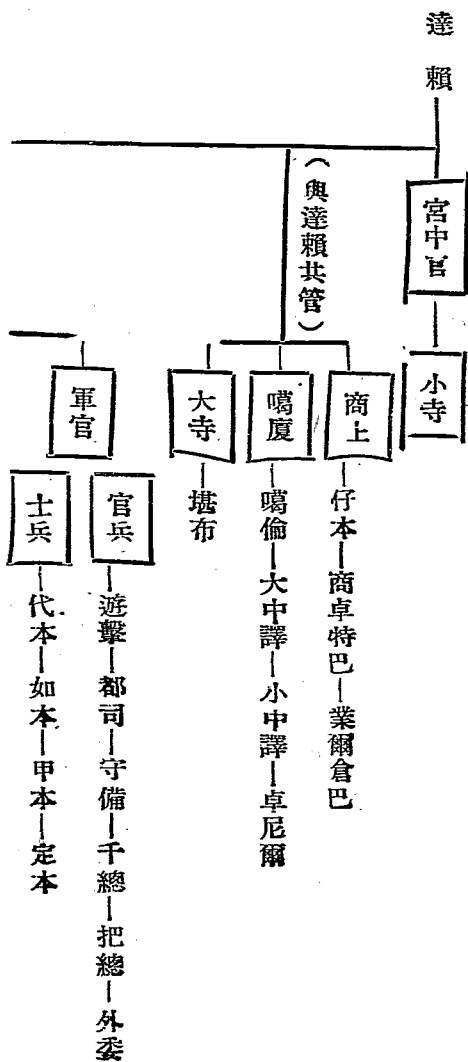 達賴
宮中官
小寺
（與達賴共管）
商上
仔本—商卓特巴—業爾倉巴
噶廈
噶倫—大中譯—小中譯—卓尼爾
大寺
堪布
軍官
官兵
遊擊—都司—守備—千總—把總—外委
士兵
代本—如本—甲本—定本